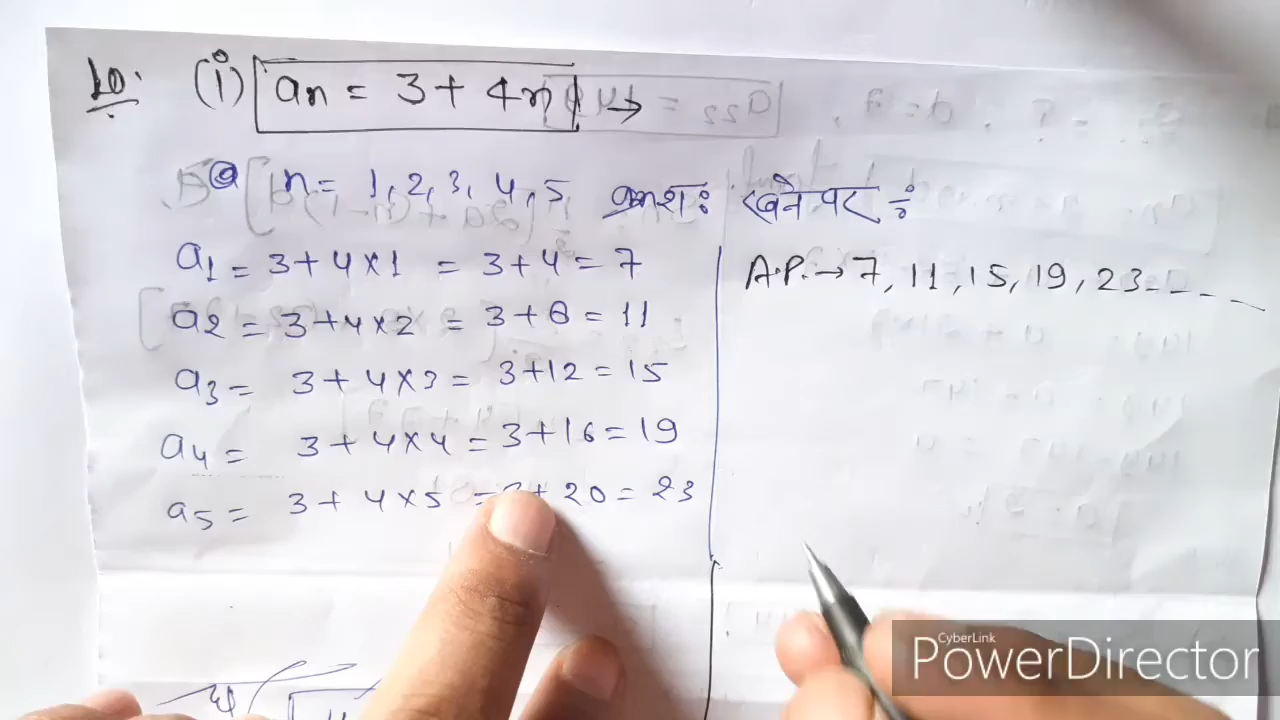 10. (i) an = 3 + 4n →
n = 1, 2, 3, 4, 5 क्रमशः रखने पर ÷
a1 = 3 + 4 × 1 = 3 + 4 = 7
a2 = 3 + 4 × 2 = 3 + 8 = 11
a3 = 3 + 4 × 3 = 3 + 12 = 15
a4 = 3 + 4 × 4 = 3 + 16 = 19
a5 = 3 + 4 × 5 = 3 + 20 = 23
A.P. → 7, 11, 15, 19, 23 - - - -
CyberLink
PowerDirector